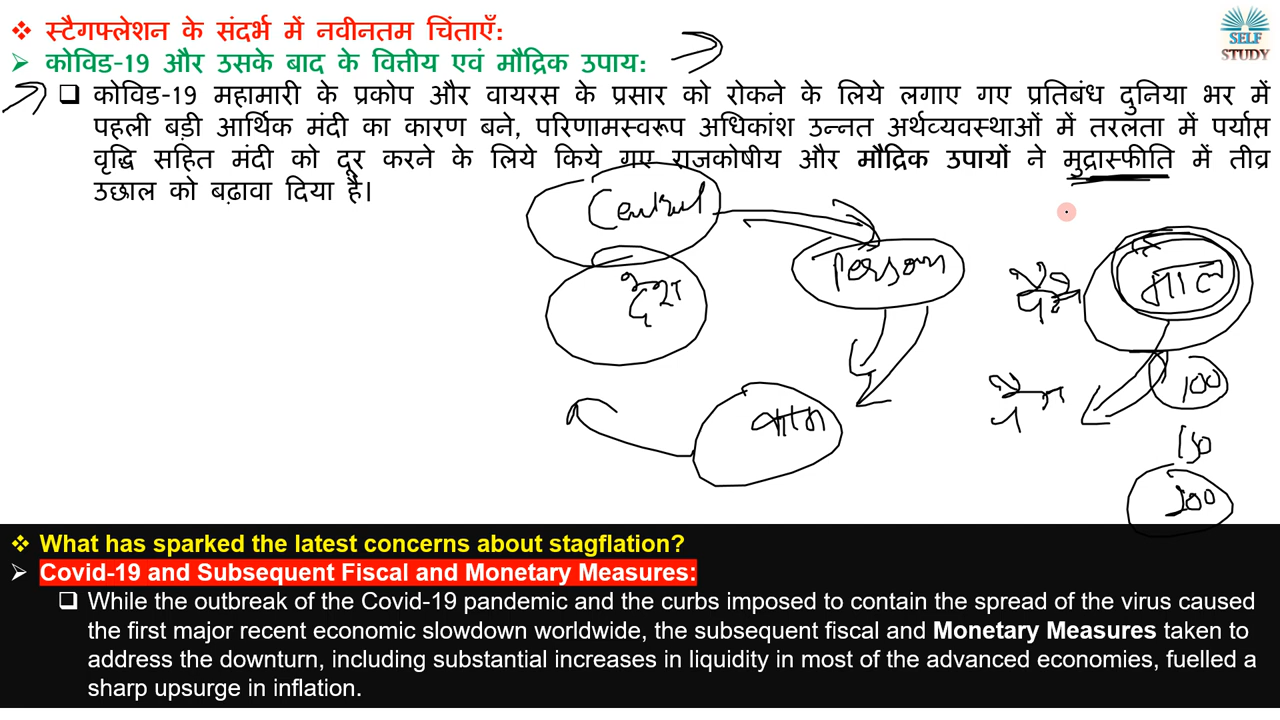 ❖ स्टैगफ्लेशन के संदर्भ में नवीनतम चिंताएँ:
SELF
STUDY
➢ कोविड-19 और उसके बाद के वित्तीय एवं मौद्रिक उपाय:
❑ कोविड-19 महामारी के प्रकोप और वायरस के प्रसार को रोकने के लिये लगाए गए प्रतिबंध दुनिया भर में
पहली बड़ी आर्थिक मंदी का कारण बने, परिणामस्वरूप अधिकांश उन्नत अर्थव्यवस्थाओं में तरलता में पर्याप्त
वृद्धि सहित मंदी को दूर करने के लिये किये गए राजकोषीय और मौद्रिक उपायों ने मुद्रास्फीति में तीव्र
उछाल को बढ़ावा दिया है।
Central
Person
माल
देश
100
150
200
❖ What has sparked the latest concerns about stagflation?
➢ Covid-19 and Subsequent Fiscal and Monetary Measures:
❑ While the outbreak of the Covid-19 pandemic and the curbs imposed to contain the spread of the virus caused
the first major recent economic slowdown worldwide, the subsequent fiscal and Monetary Measures taken to
address the downturn, including substantial increases in liquidity in most of the advanced economies, fuelled a
sharp upsurge in inflation.